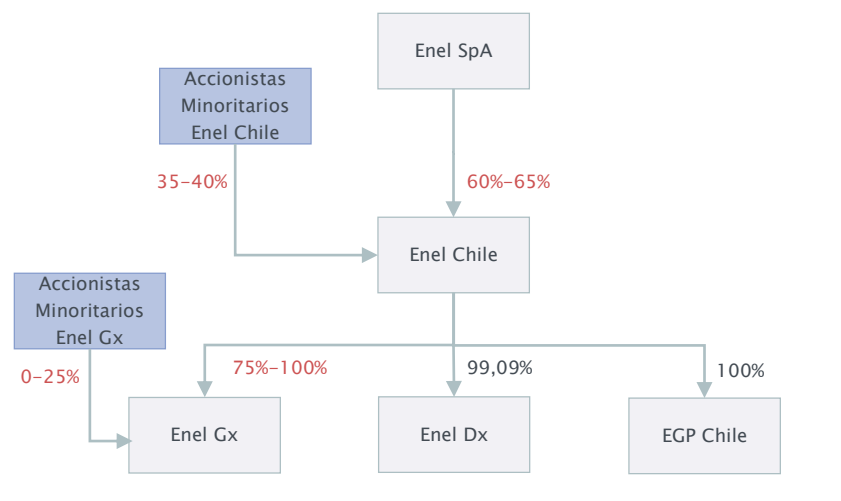 Enel SpA
Accionistas
Minoritarios
Enel Chile
35-40%
60%-65%
Enel Chile
Accionistas
Minoritarios
Enel Gx
0-25%
75%-100%
99,09%
100%
Enel Gx
Enel Dx
EGP Chile